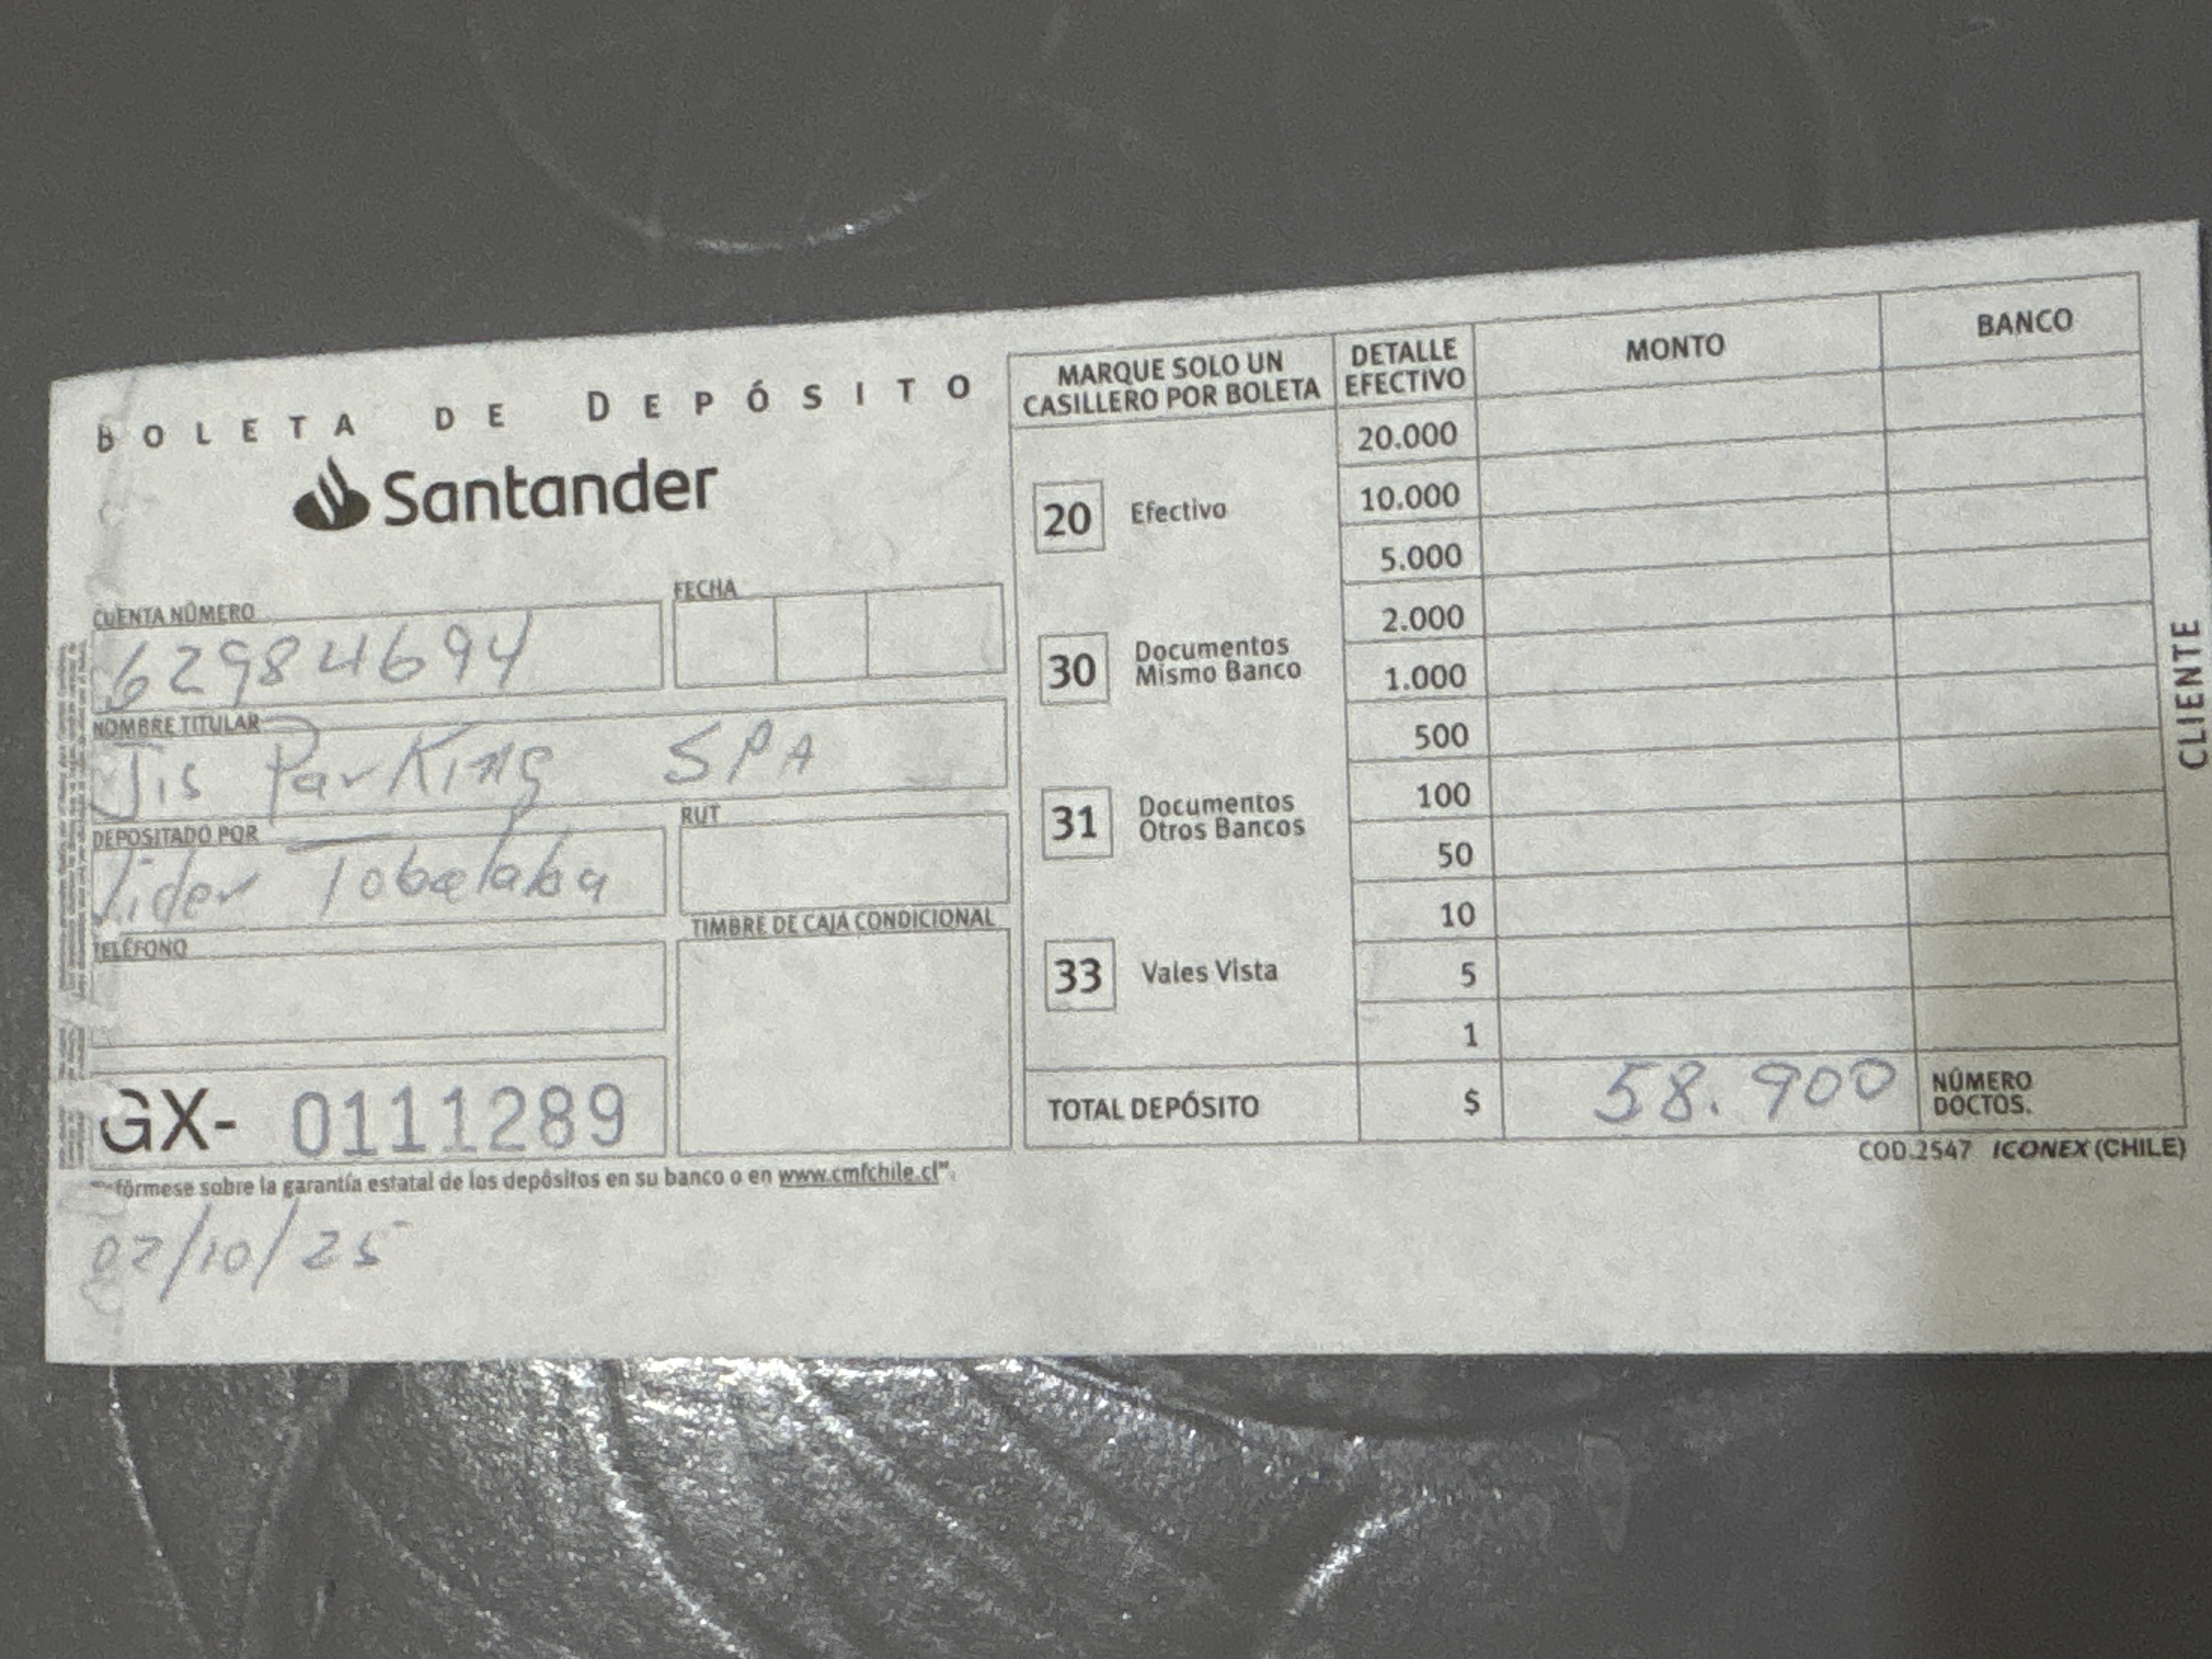 BOLETA DE DEPÓSITO
Santander
CUENTA NÚMERO
62984694
FECHA
NOMBRE TITULAR
Jis Parking SPA
DEPOSITADO POR
Lider Tobalaba
RUT
TELÉFONO
TIMBRE DE CAJA CONDICIONAL
GX- 0111289
fórmese sobre la garantía estatal de los depósitos en su banco o en www.cmfchile.cl".
02/10/25
MARQUE SOLO UN
CASILLERO POR BOLETA
20 Efectivo
30 Documentos
Mismo Banco
31 Documentos
Otros Bancos
33 Vales Vista
DETALLE
EFECTIVO
MONTO
BANCO
20.000
10.000
5.000
2.000
1.000
500
100
50
10
5
1
TOTAL DEPÓSITO $ 58.900
NÚMERO
DOCTOS.
COD.2547 ICONEX (CHILE)
CLIENTE